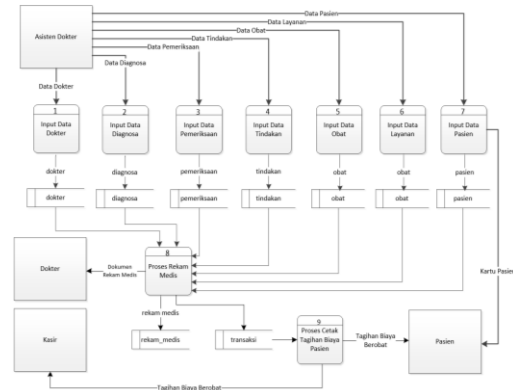 Data Pasien
Data Layanan
Data Obat
Data Tindakan
Data Pemeriksaan
Data Diagnosa
Asisten Dokter
Data Dokter
1
Input Data
Dokter
2
Input Data
Diagnosa
3
Input Data
Pemeriksaan
4
Input Data
Tindakan
5
Input Data
Obat
6
Input Data
Layanan
7
Input Data
Pasien
dokter
diagnosa
pemeriksaan
tindakan
obat
obat
pasien
dokter
diagnosa
pemeriksaan
tindakan
obat
obat
pasien
8
Proses Rekam
Medis
Dokter
Dokumen
Rekam Medis
Kartu Pasien
rekam medis
rekam_medis
transaksi
9
Proses Cetak
Tagihan Biaya
Pasien
Tagihan Biaya
Berobat
Pasien
Kasir
Tagihan Biaya Berobat